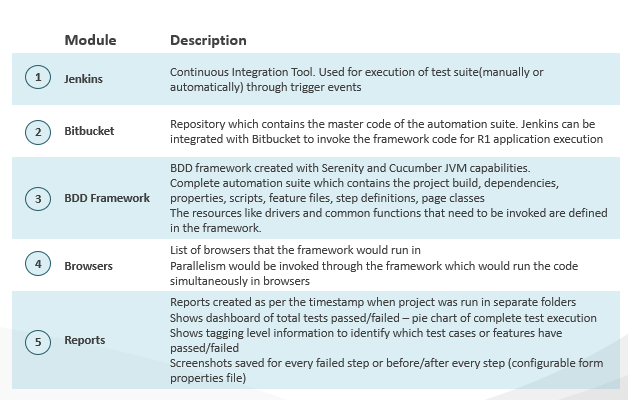 Module Description
1 Jenkins
Continuous Integration Tool. Used for execution of test suite(manually or
automatically) through trigger events
2 Bitbucket
Repository which contains the master code of the automation suite. Jenkins can be
integrated with Bitbucket to invoke the framework code for R1 application execution
3 BDD Framework
BDD framework created with Serenity and Cucumber JVM capabilities.
Complete automation suite which contains the project build, dependencies,
properties, scripts, feature files, step definitions, page classes
The resources like drivers and common functions that need to be invoked are defined
in the framework.
4 Browsers
List of browsers that the framework would run in
Parallelism would be invoked through the framework which would run the code
simultaneously in browsers
5 Reports
Reports created as per the timestamp when project was run in separate folders
Shows dashboard of total tests passed/failed – pie chart of complete test execution
Shows tagging level information to identify which test cases or features have
passed/failed
Screenshots saved for every failed step or before/after every step (configurable form
properties file)